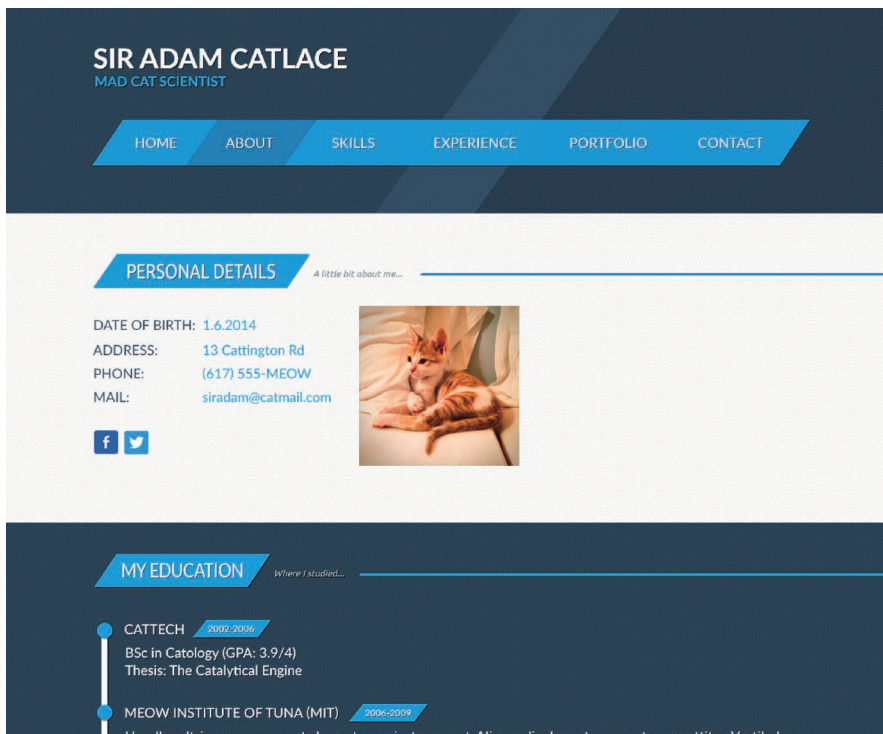 SIR ADAM CATLACE
MAD CAT SCIENTIST
HOME ABOUT SKILLS EXPERIENCE PORTFOLIO CONTACT
PERSONAL DETAILS A little bit about me...
DATE OF BIRTH: 1.6.2014
ADDRESS: 13 Cattington Rd
PHONE: (617) 555-MEOW
MAIL: siradam@catmail.com
f
MY EDUCATION Where I studied...
CATTECH 2002-2006
BSc in Catology (GPA: 3.9/4)
Thesis: The Catalytical Engine
MEOW INSTITUTE OF TUNA (MIT) 2006-2009